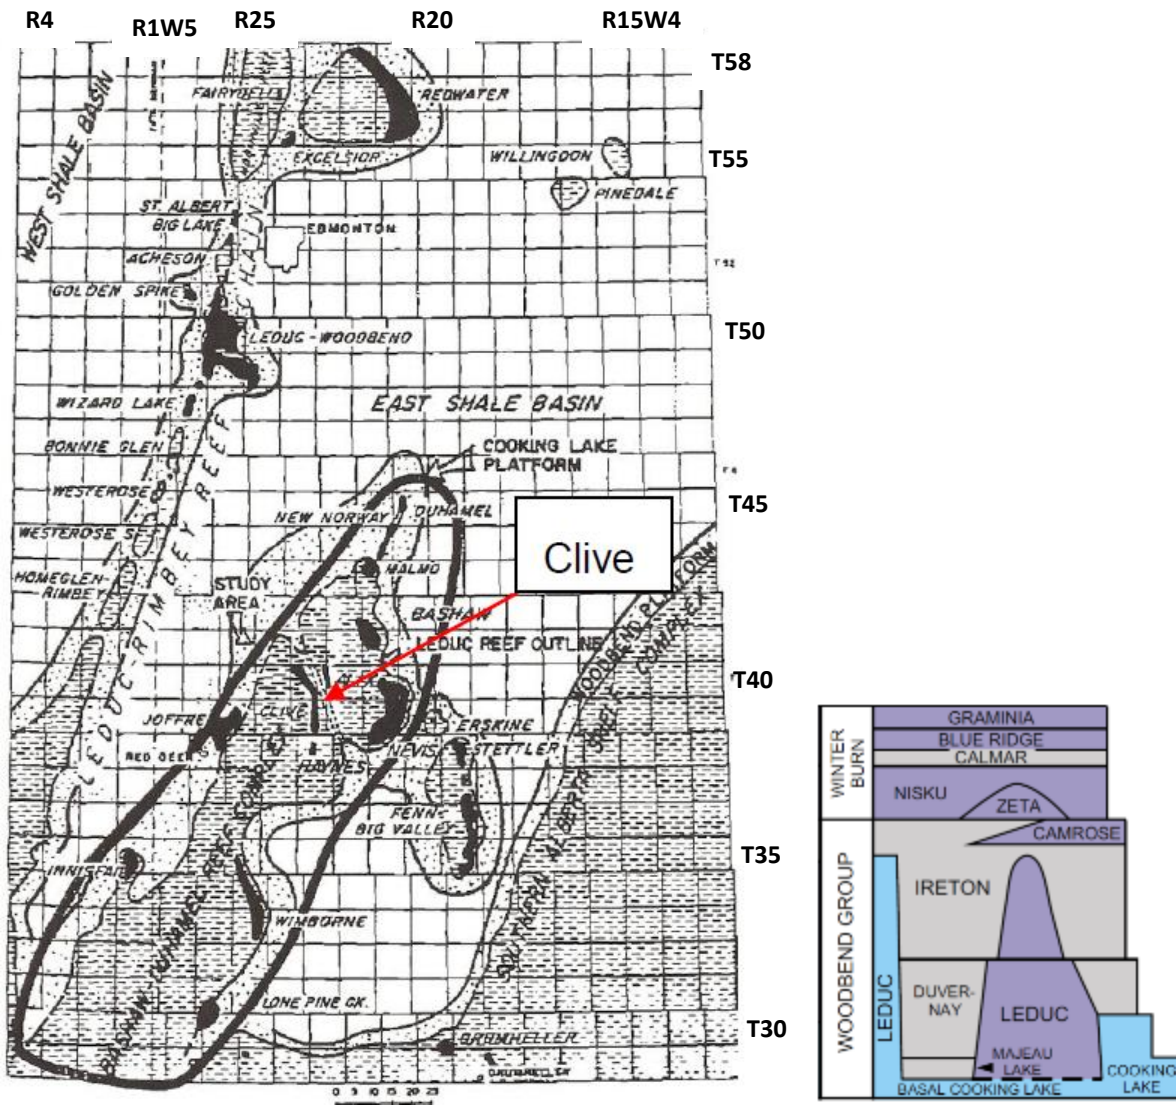 R4 R1W5 R25 R20 R15W4
T58
FAIRYDELL
REDWATER
WEST SHALE BASIN
EXCELSIOR
WILLINGDON
T55
PINEDALE
ST. ALBERT
BIG LAKE
EDMONTON
ACHESON
T 52
GOLDEN SPIKE
T50
LEDUC-WOODBEND
WIZARD LAKE
EAST SHALE BASIN
BONNIE GLEN
COOKING LAKE
PLATFORM
LEDUC-RIMBEY REEF CHAIN
WESTEROSE
T45
NEW NORWAY
DUHAMEL
WESTEROSE S.
Clive
MALMO
HOMEGLEN-
RIMBEY
STUDY
AREA
BASHAW
LEDUC REEF OUTLINE
WOODBEND PLATFORM
T40
CLIVE
JOFFRE
ERSKINE
RED DEER
NEVIS
STETTLER
HAYNES
FENN-
BIG VALLEY
SOUTHERN ALBERTA SHELF COMPLEX
T35
INNISFAIL
BASHAW-DUHAMEL REEF COMPLEX
WIMBORNE
LONE PINE CK.
T30
DRUMHELLER
DRUMHELLER
0 5 10 15 20 25
WINTER
BURN
GRAMINIA
BLUE RIDGE
CALMAR
NISKU
ZETA
WOODBEND GROUP
CAMROSE
IRETON
LEDUC
DUVER-
NAY
LEDUC
MAJEAU
LAKE
BASAL COOKING LAKE
COOKING
LAKE